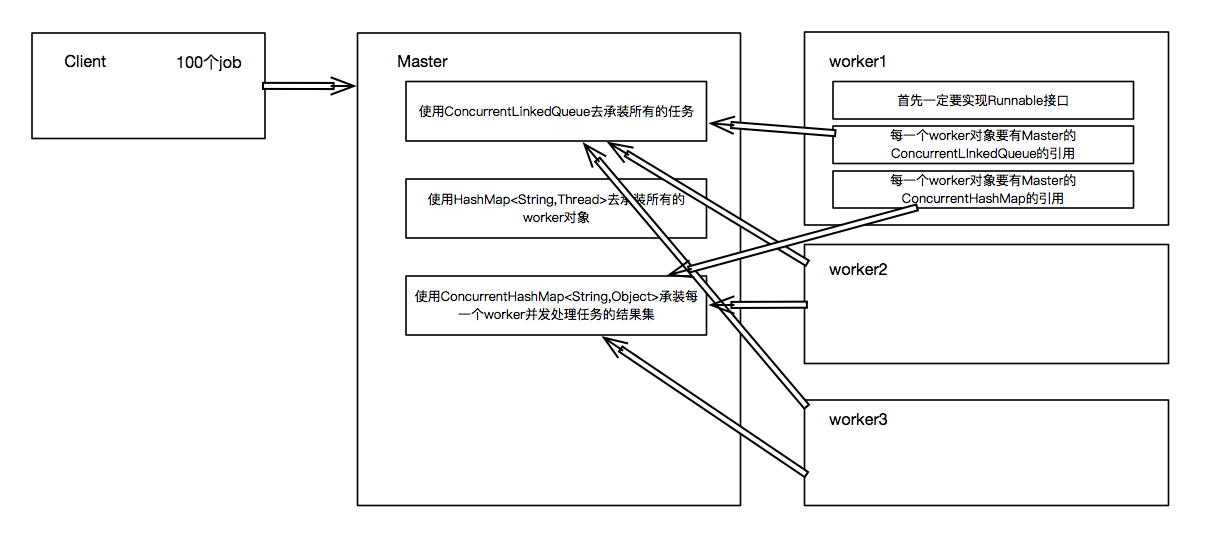 Client
100个job
Master
使用ConcurrentLinkedQueue去承装所有的任务
使用HashMap<String,Thread>去承装所有的
worker对象
使用ConcurrentHashMap<String,Object>承装每
一个worker并发处理任务的结果集
worker1
首先一定要实现Runnable接口
每一个worker对象要有Master的
ConcurrentLInkedQueue的引用
每一个worker对象要有Master的
ConcurrentHashMap的引用
worker2
worker3